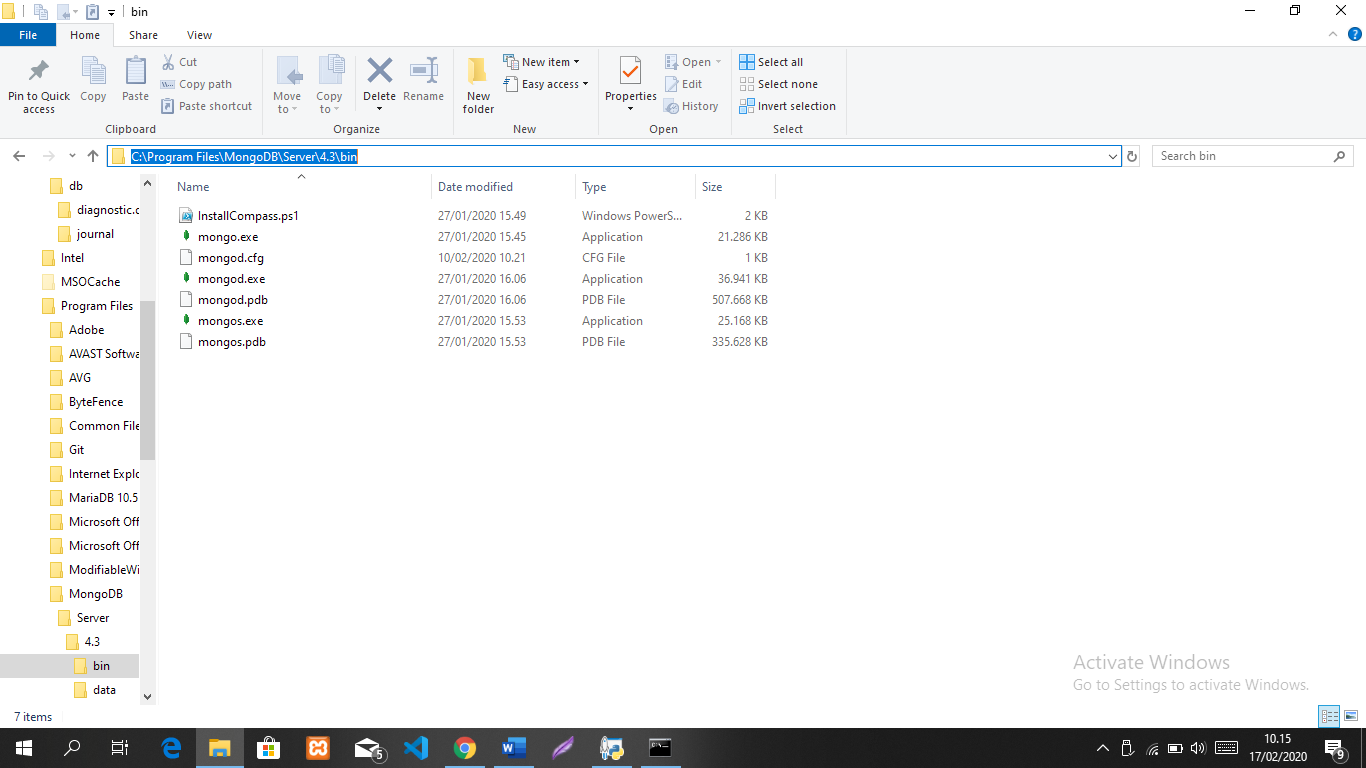 bin
File Home Share View
Pin to Quick access
Copy
Paste
Cut
Copy path
Paste shortcut
Clipboard
Move to
Copy to
Delete
Rename
Organize
New folder
New item
Easy access
New
Properties
Open
Edit
History
Open
Select all
Select none
Invert selection
Select
C:\Program Files\MongoDB\Server\4.3\bin
Search bin
db
diagnostic.c
journal
Intel
MSOCache
Program Files
Adobe
AVAST Softwa
AVG
ByteFence
Common File
Git
Internet Explo
MariaDB 10.5
Microsoft Off
Microsoft Off
ModifiableWi
MongoDB
Server
4.3
bin
data
Name Date modified Type Size
InstallCompass.ps1 27/01/2020 15.49 Windows PowerS... 2 KB
mongo.exe 27/01/2020 15.45 Application 21.286 KB
mongod.cfg 10/02/2020 10.21 CFG File 1 KB
mongod.exe 27/01/2020 16.06 Application 36.941 KB
mongod.pdb 27/01/2020 16.06 PDB File 507.668 KB
mongos.exe 27/01/2020 15.53 Application 25.168 KB
mongos.pdb 27/01/2020 15.53 PDB File 335.628 KB
Activate Windows
Go to Settings to activate Windows.
7 items
5
10.15
17/02/2020
9